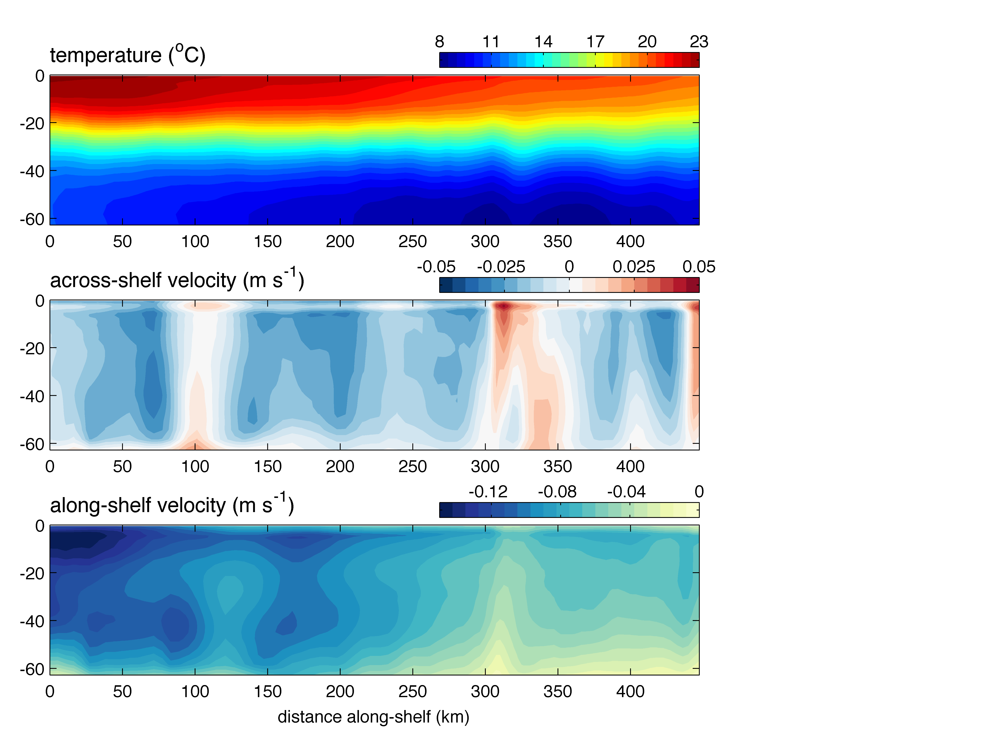 8 11 14 17 20 23
temperature (°C)
0
-20
-40
-60
0 50 100 150 200 250 300 350 400
-0.05 -0.025 0 0.025 0.05
across-shelf velocity (m s⁻¹)
0
-20
-40
-60
0 50 100 150 200 250 300 350 400
-0.12 -0.08 -0.04 0
along-shelf velocity (m s⁻¹)
0
-20
-40
-60
0 50 100 150 200 250 300 350 400
distance along-shelf (km)